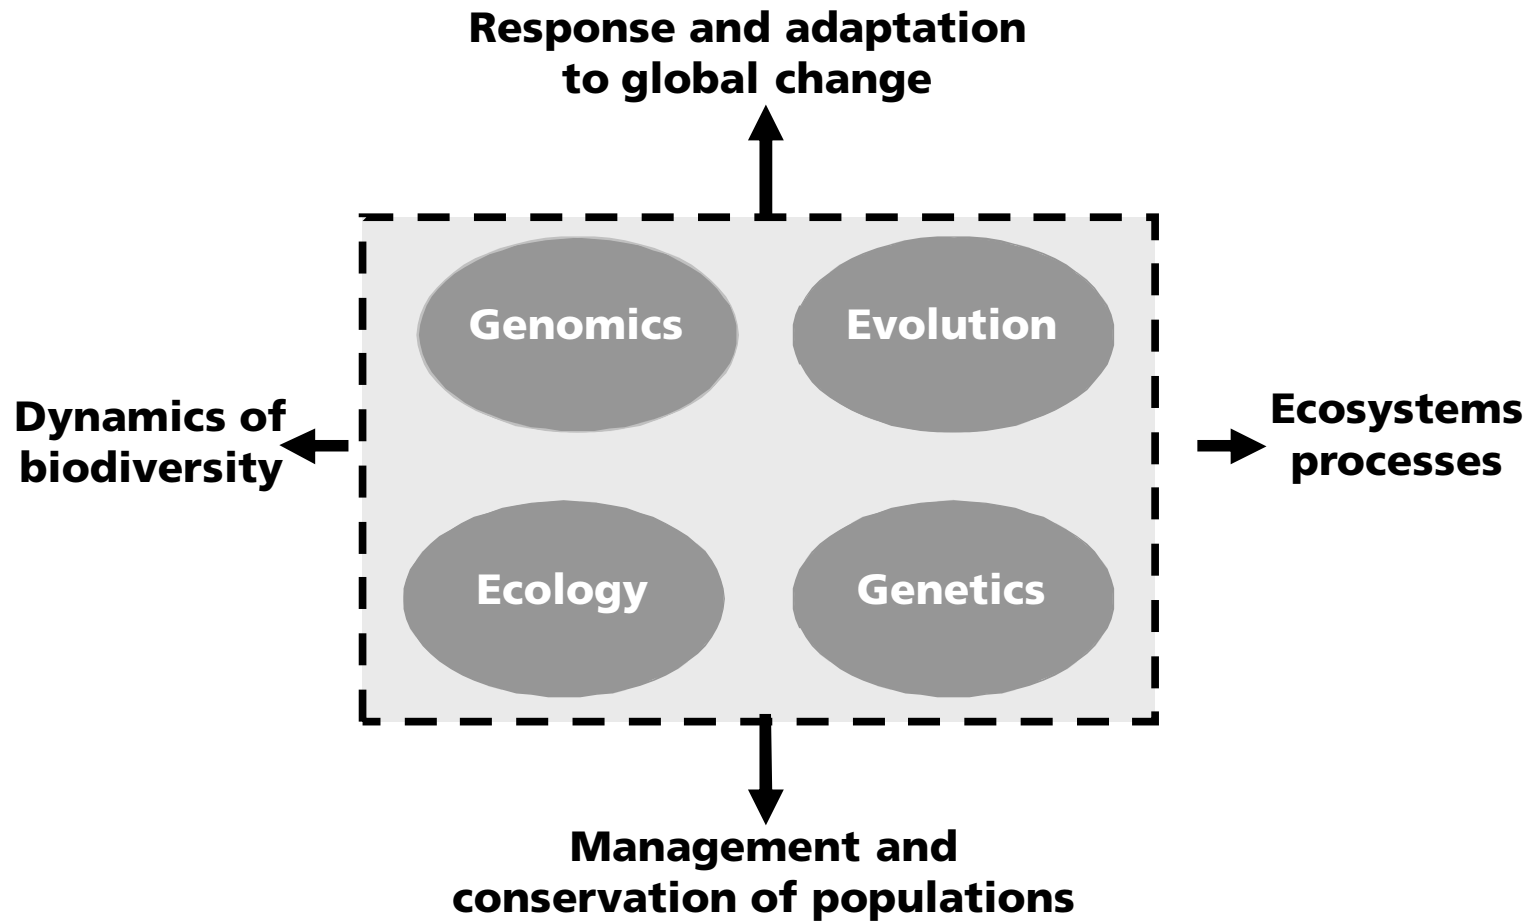 Response and adaptation
to global change
Genomics
Evolution
Dynamics of
biodiversity
Ecosystems
processes
Ecology
Genetics
Management and
conservation of populations